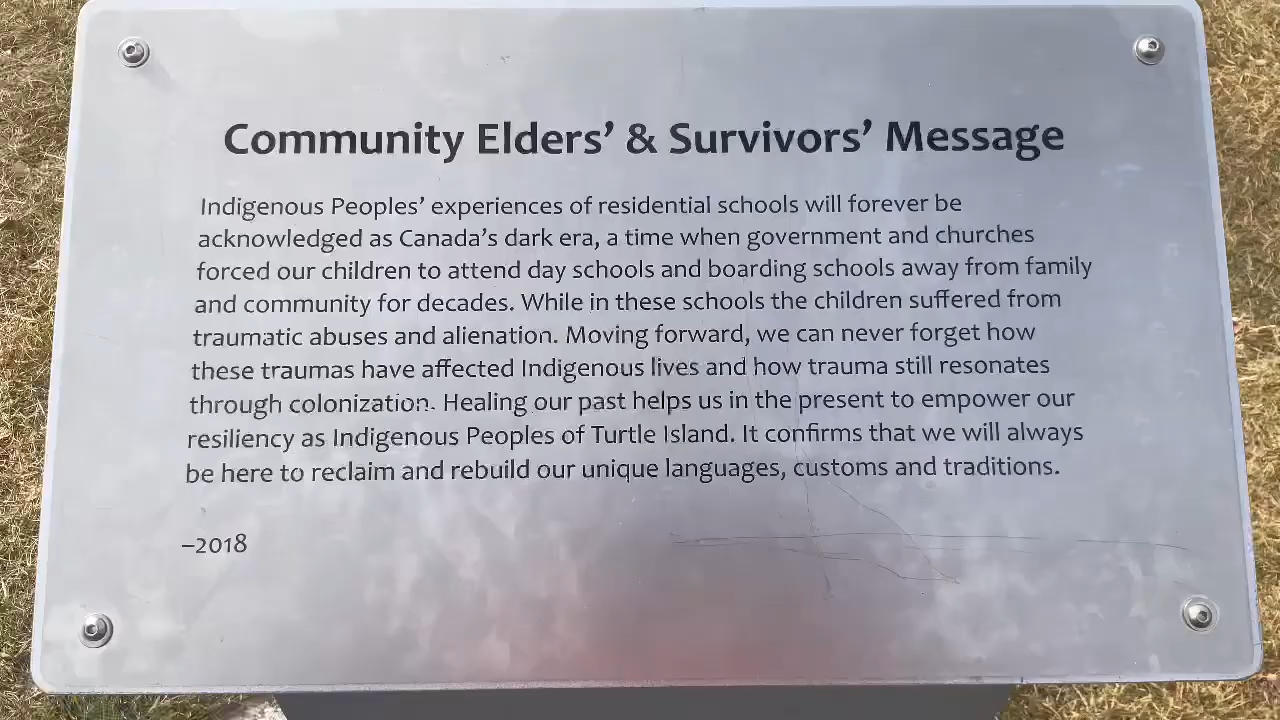 Community Elders’ & Survivors’ Message
Indigenous Peoples’ experiences of residential schools will forever be
acknowledged as Canada’s dark era, a time when government and churches
forced our children to attend day schools and boarding schools away from family
and community for decades. While in these schools the children suffered from
traumatic abuses and alienation. Moving forward, we can never forget how
these traumas have affected Indigenous lives and how trauma still resonates
through colonization. Healing our past helps us in the present to empower our
resiliency as Indigenous Peoples of Turtle Island. It confirms that we will always
be here to reclaim and rebuild our unique languages, customs and traditions.
–2018